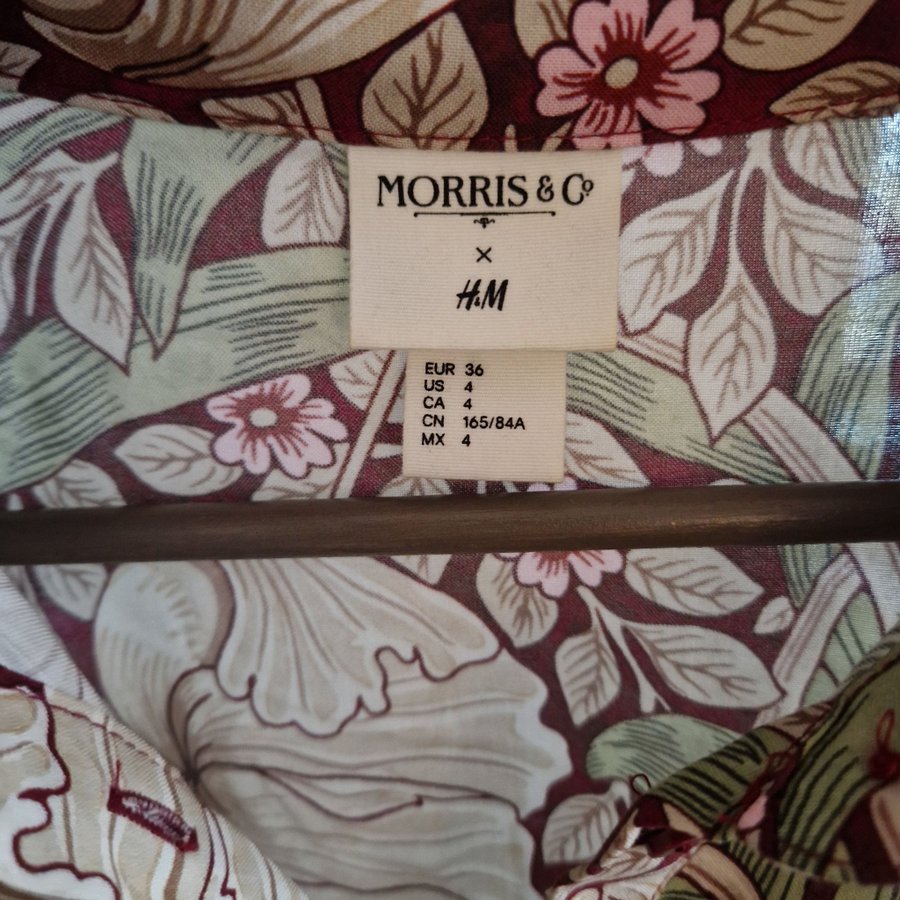 MORRIS & Co
×
H&M
EUR 36
US 4
CA 4
CN 165/84A
MX 4